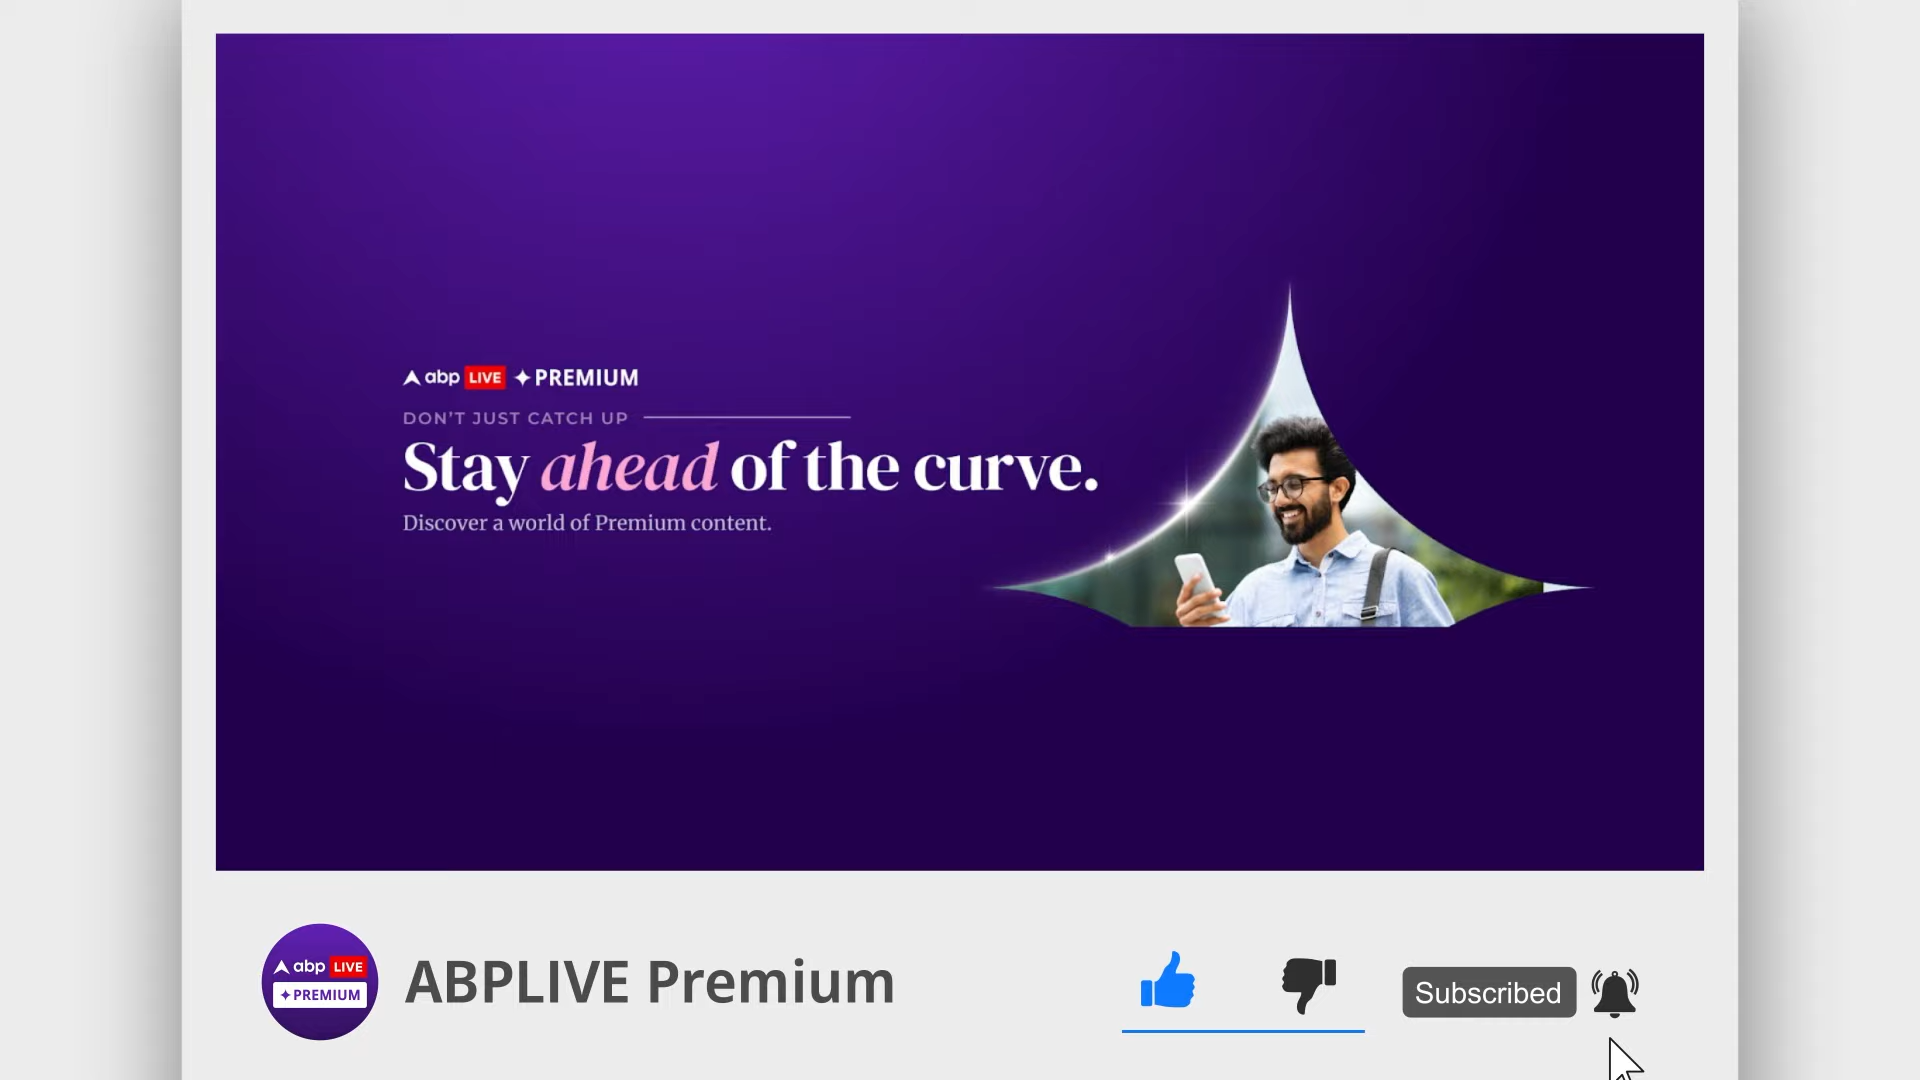 abp LIVE PREMIUM
DON'T JUST CATCH UP
Stay ahead of the curve.
Discover a world of Premium content.
abp LIVE
PREMIUM
ABPLIVE Premium
Subscribed